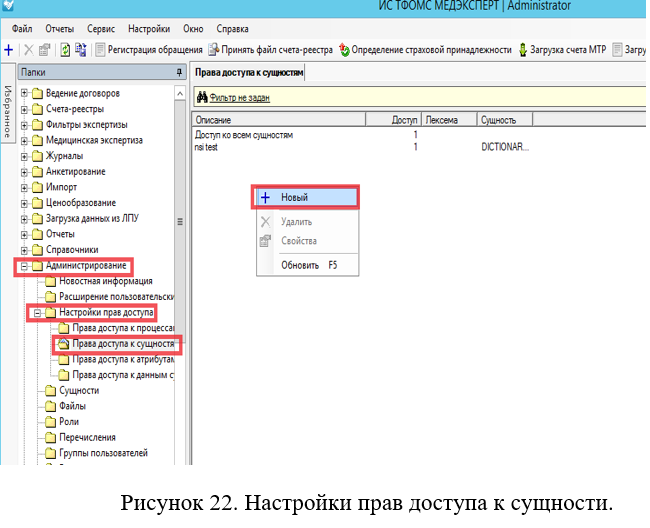 ИС ТФОМС МЕДЭКСПЕРТ | Administrator
Файл Отчеты Сервис Настройки Окно Справка
Регистрация обращения Принять файл счета-реестра Определение страховой принадлежности Загрузка счета МТР Загру
Избранное
Папки
Ведение договоров
Счета-реестры
Фильтры экспертизы
Медицинская экспертиза
Журналы
Анкетирование
Импорт
Ценообразование
Загрузка данных из ЛПУ
Отчеты
Справочники
Администрирование
Новостная информация
Расширение пользовательски
Настройки прав доступа
Права доступа к процесса
Права доступа к сущностя
Права доступа к атрибутам
Права доступа к данным с
Сущности
Файлы
Роли
Перечисления
Группы пользователей
Права доступа к сущностям
Фильтр не задан
Описание Доступ Лексема Сущность
Доступ ко всем сущностям 1
nsi test 1 DICTIONAR...
Новый
Удалить
Свойства
Обновить F5
Рисунок 22. Настройки прав доступа к сущности.